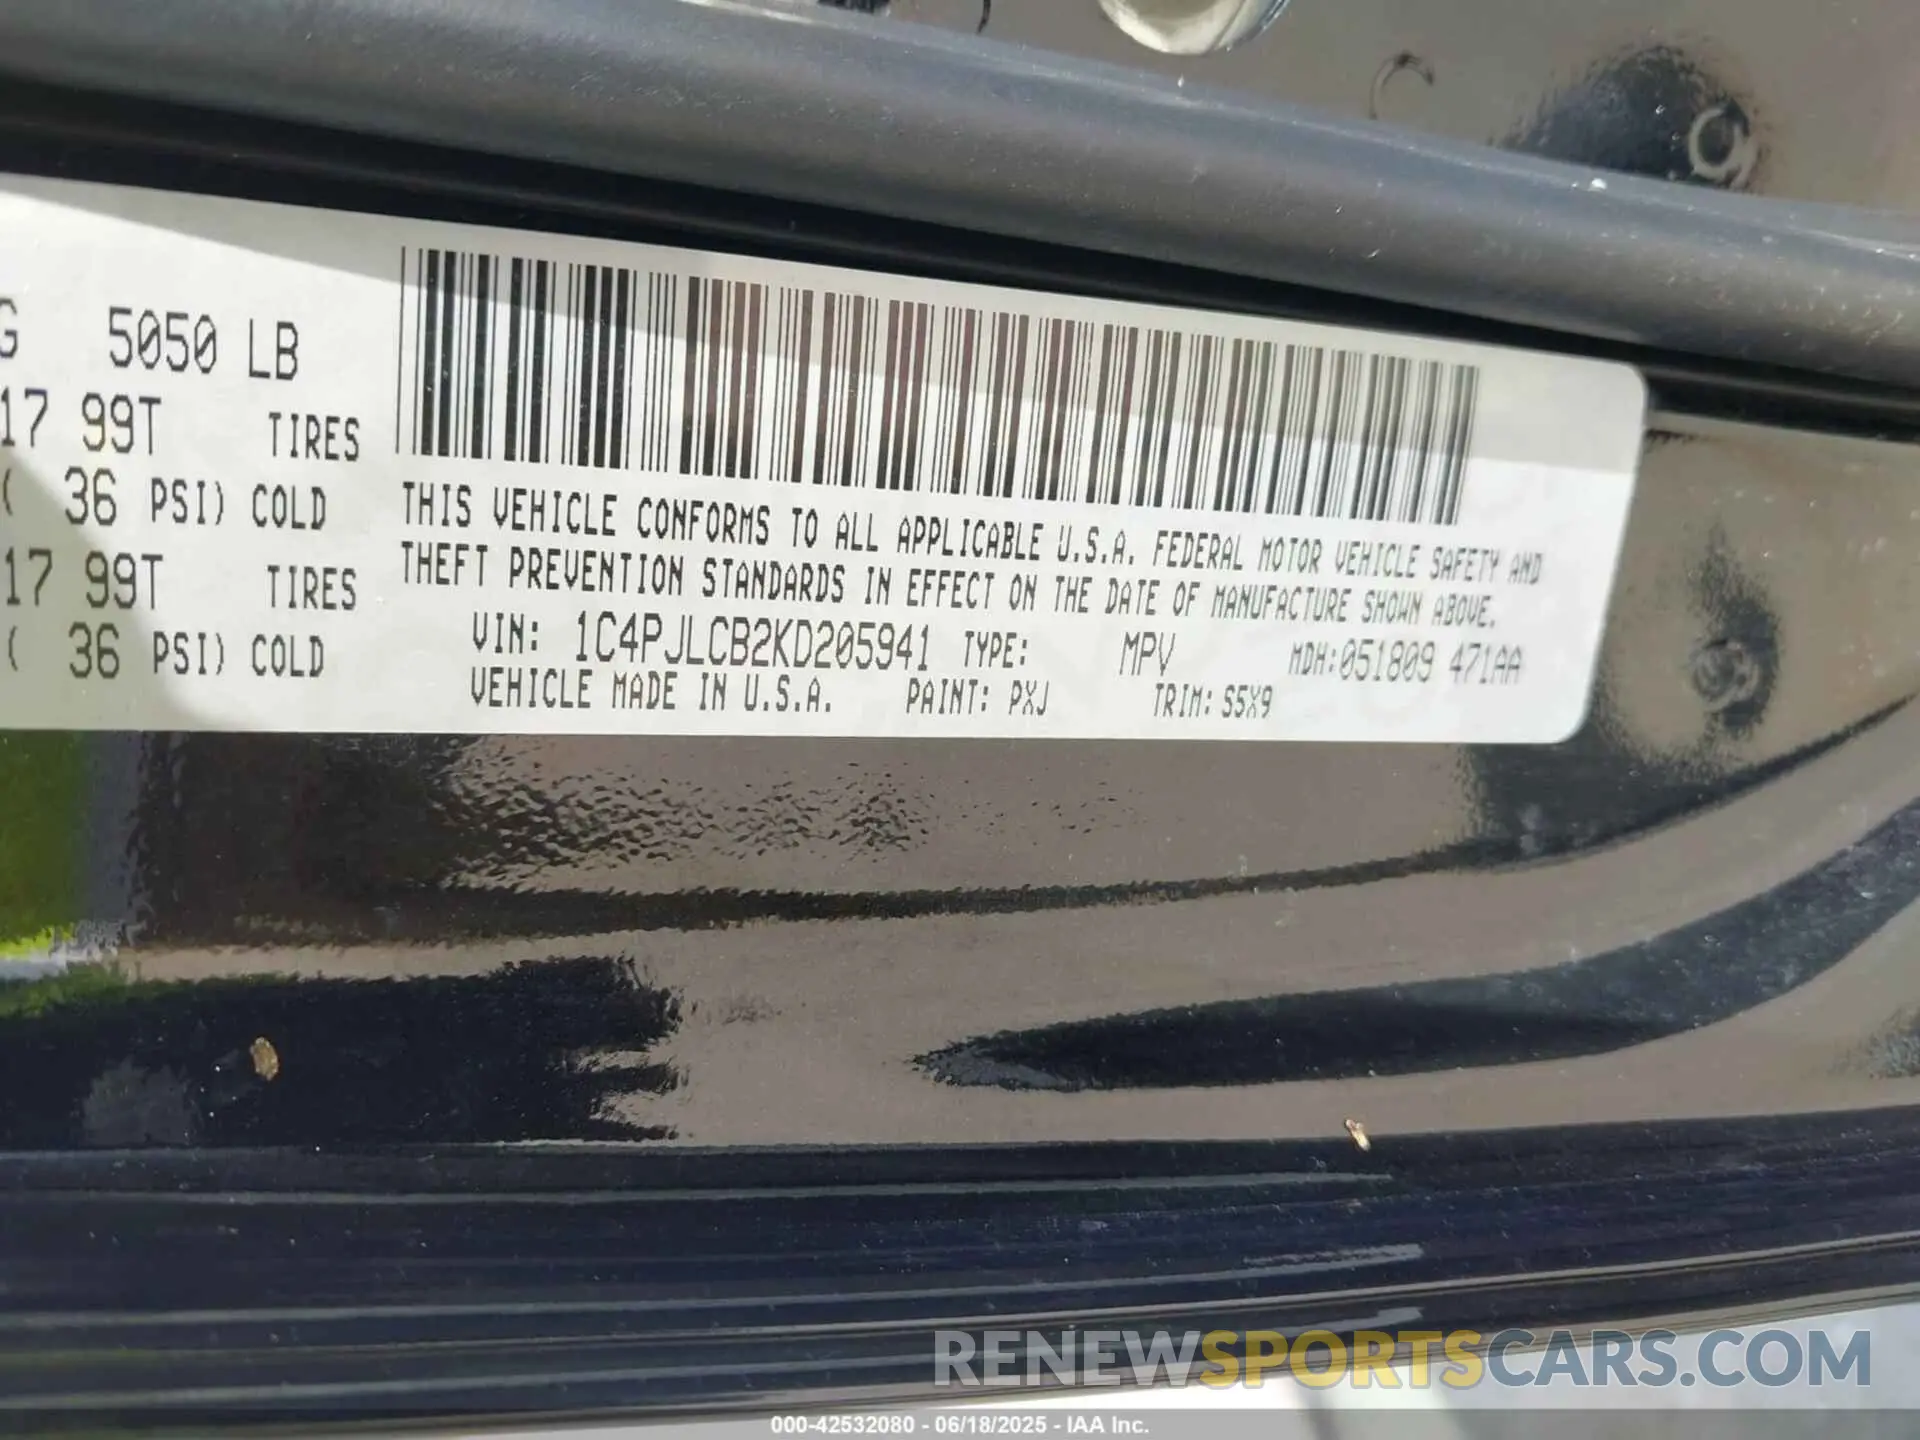 G 5050 LB
17 99T TIRES
( 36 PSI) COLD
17 99T TIRES
( 36 PSI) COLD
THIS VEHICLE CONFORMS TO ALL APPLICABLE U.S.A. FEDERAL MOTOR VEHICLE SAFETY AND
THEFT PREVENTION STANDARDS IN EFFECT ON THE DATE OF MANUFACTURE SHOWN ABOVE.
VIN: 1C4PJLCB2KD205941 TYPE: MPV MDH:051809 471AA
VEHICLE MADE IN U.S.A. PAINT: PXJ TRIM: S5X9
RENEWSPORTSCARS.COM
000-42532080 - 06/18/2025 - IAA Inc.